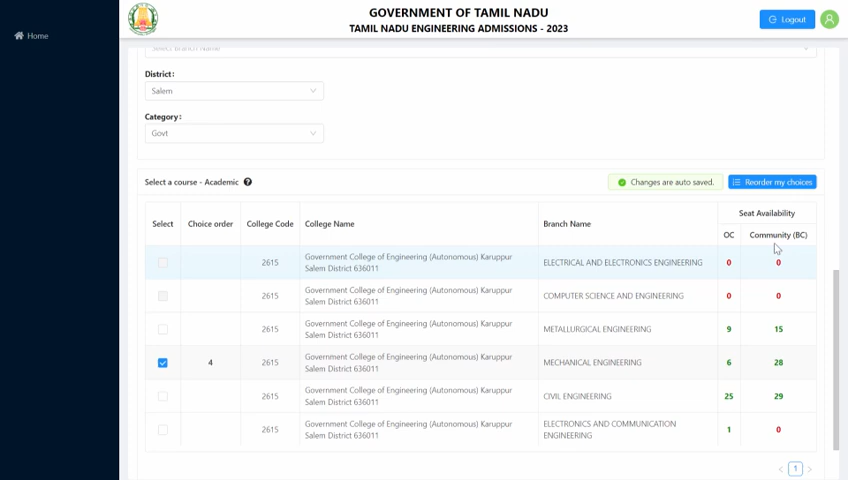 GOVERNMENT OF TAMIL NADU
TAMIL NADU ENGINEERING ADMISSIONS - 2023
Logout
Home
Select Branch Name
District:
Salem
Category:
Govt
Select a course - Academic
Changes are auto saved.
Reorder my choices
Select Choice order College Code College Name Branch Name Seat Availability
OC Community (BC)
2615 Government College of Engineering (Autonomous) Karuppur ELECTRICAL AND ELECTRONICS ENGINEERING 0 0
Salem District 636011
2615 Government College of Engineering (Autonomous) Karuppur COMPUTER SCIENCE AND ENGINEERING 0 0
Salem District 636011
2615 Government College of Engineering (Autonomous) Karuppur METALLURGICAL ENGINEERING 9 15
Salem District 636011
4 2615 Government College of Engineering (Autonomous) Karuppur MECHANICAL ENGINEERING 6 28
Salem District 636011
2615 Government College of Engineering (Autonomous) Karuppur CIVIL ENGINEERING 25 29
Salem District 636011
2615 Government College of Engineering (Autonomous) Karuppur ELECTRONICS AND COMMUNICATION 1 0
Salem District 636011 ENGINEERING
1